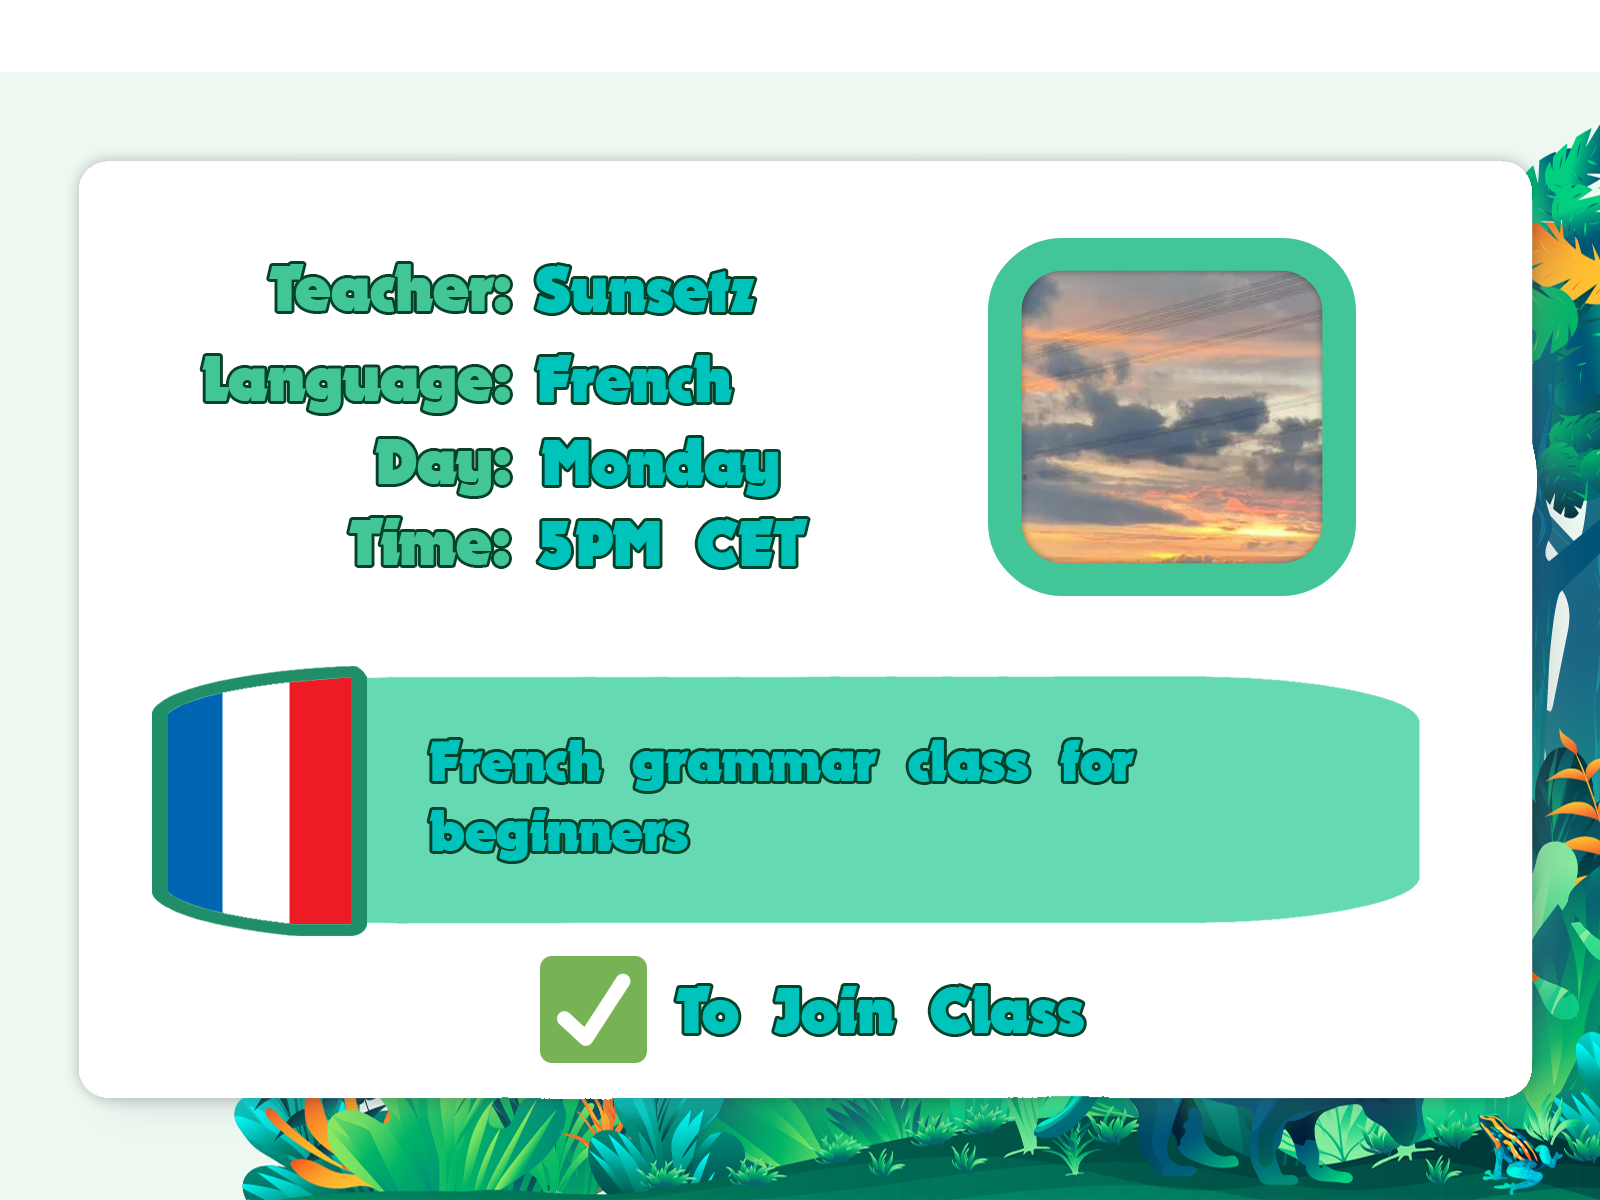 Teacher: Sunsetz
Language: French
Day: Monday
Time: 5PM CET
French grammar class for
beginners
To Join Class